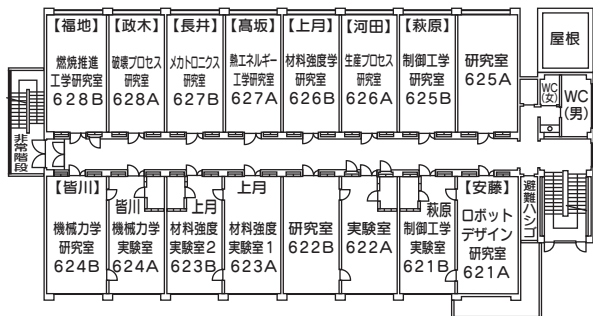 【福地】
燃焼推進
工学研究室
628B
【政木】
破壊プロセス
研究室
628A
【長井】
メカトロニクス
研究室
627B
【髙坂】
熱エネルギー
工学研究室
627A
【上月】
材料強度学
研究室
626B
【河田】
生産プロセス
研究室
626A
【萩原】
制御工学
研究室
625B
研究室
625A
屋根
WC
(女)
WC
(男)
非常階段
【皆川】
機械力学
研究室
624B
皆川
機械力学
実験室
624A
上月
材料強度
実験室2
623B
上月
材料強度
実験室1
623A
研究室
622B
実験室
622A
萩原
制御工学
実験室
621B
【安藤】
ロボット
デザイン
研究室
621A
避難ハシゴ